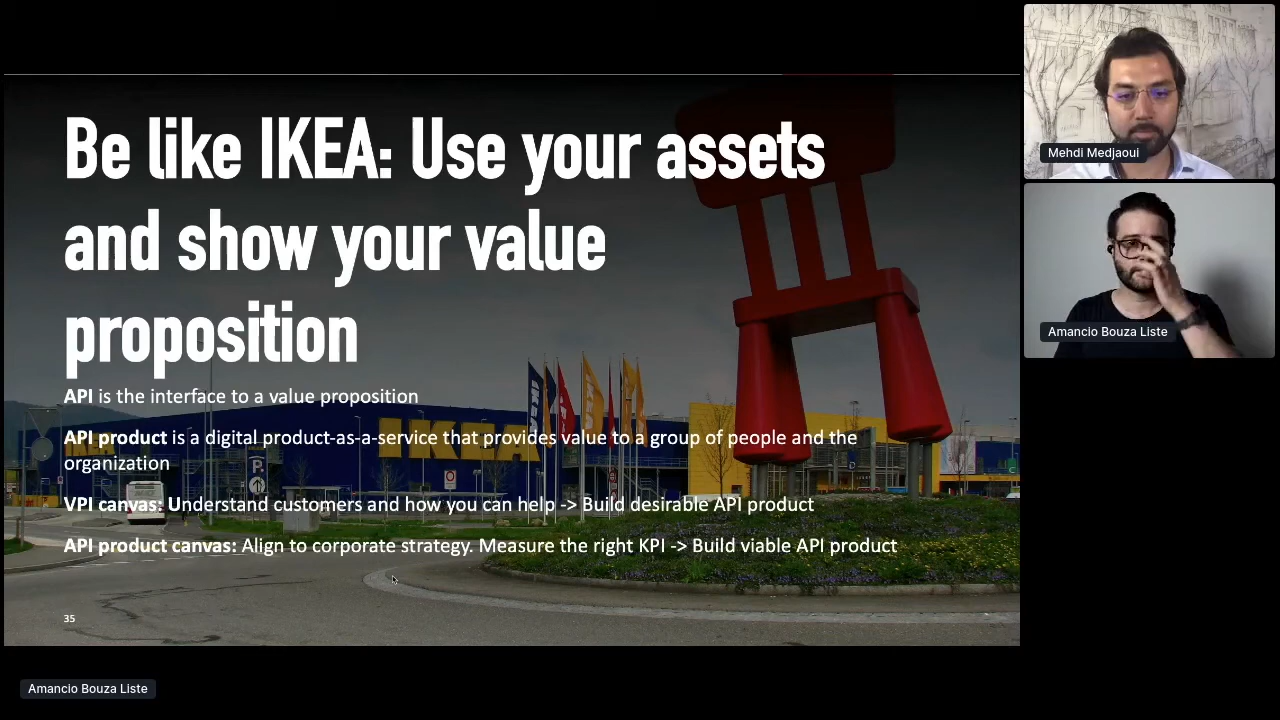 Be like IKEA: Use your assets
and show your value
proposition
API is the interface to a value proposition
API product is a digital product-as-a-service that provides value to a group of people and the
organization
VPI canvas: Understand customers and how you can help -> Build desirable API product
API product canvas: Align to corporate strategy. Measure the right KPI -> Build viable API product
35
IKEA
IKEA
IKEA
P
Mehdi Medjaoui
Amancio Bouza Liste
Amancio Bouza Liste